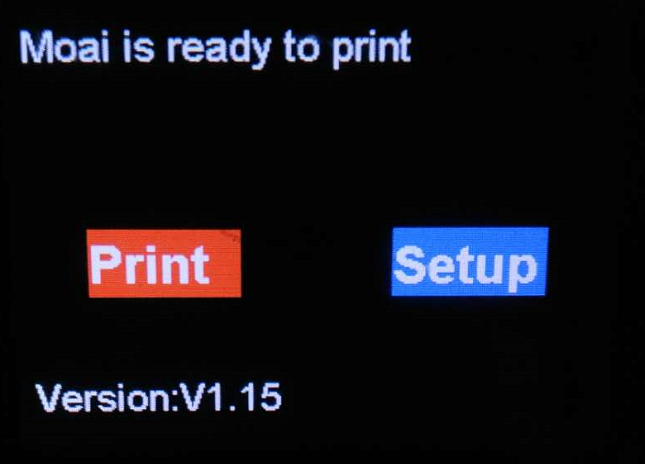 Moai is ready to print
Print Setup
Version:V1.15